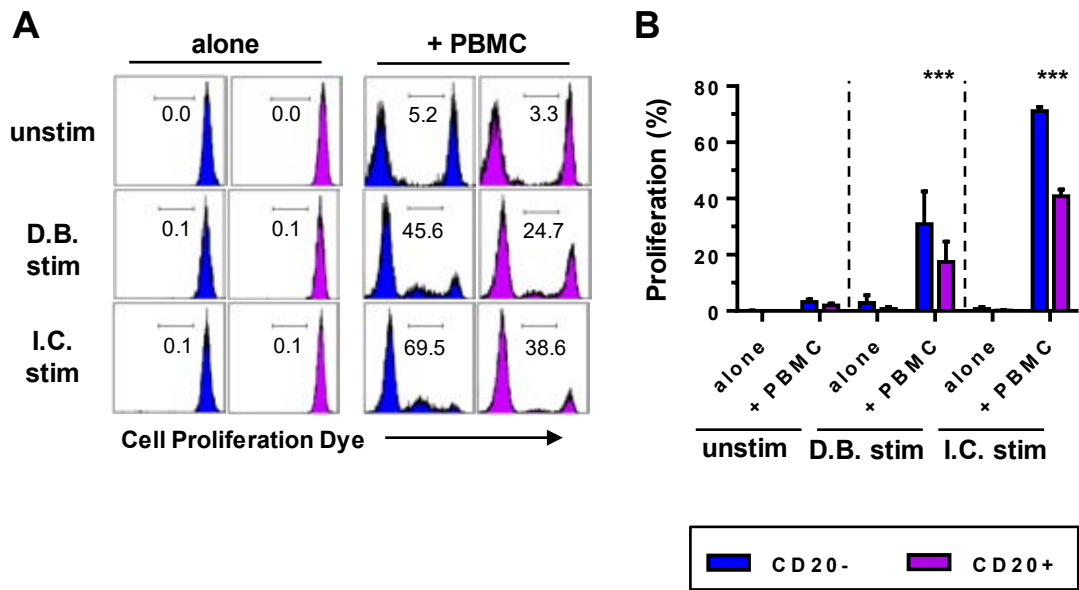 A
alone
+ PBMC
unstim
0.0
0.0
5.2
3.3
D.B.
stim
0.1
0.1
45.6
24.7
I.C.
stim
0.1
0.1
69.5
38.6
Cell Proliferation Dye
B
Proliferation (%)
80
60
40
20
0
***
***
alone
+ PBMC
alone
+ PBMC
alone
+ PBMC
unstim
D.B. stim
I.C. stim
CD20-
CD20+